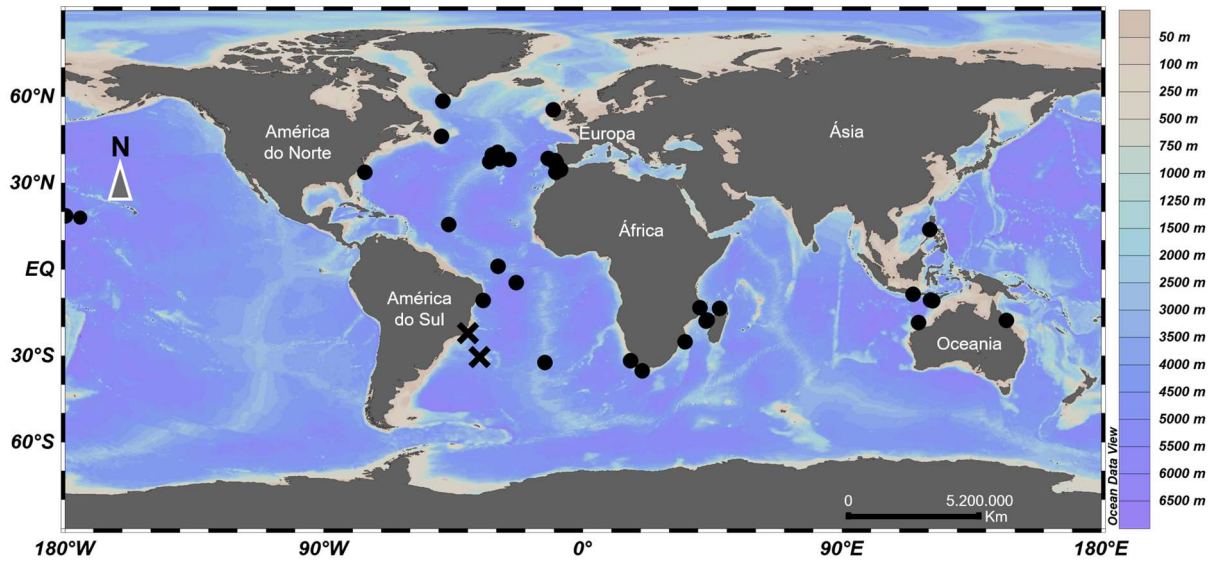 60°N
30°N
EQ
30°S
60°S
180°W
90°W
0°
90°E
180°E
N
América
do Norte
Europa
Ásia
África
América
do Sul
Oceania
0
5.200.000
Km
Ocean Data View
50 m
100 m
250 m
500 m
750 m
1000 m
1250 m
1500 m
2000 m
2500 m
3000 m
3500 m
4000 m
4500 m
5000 m
5500 m
6000 m
6500 m